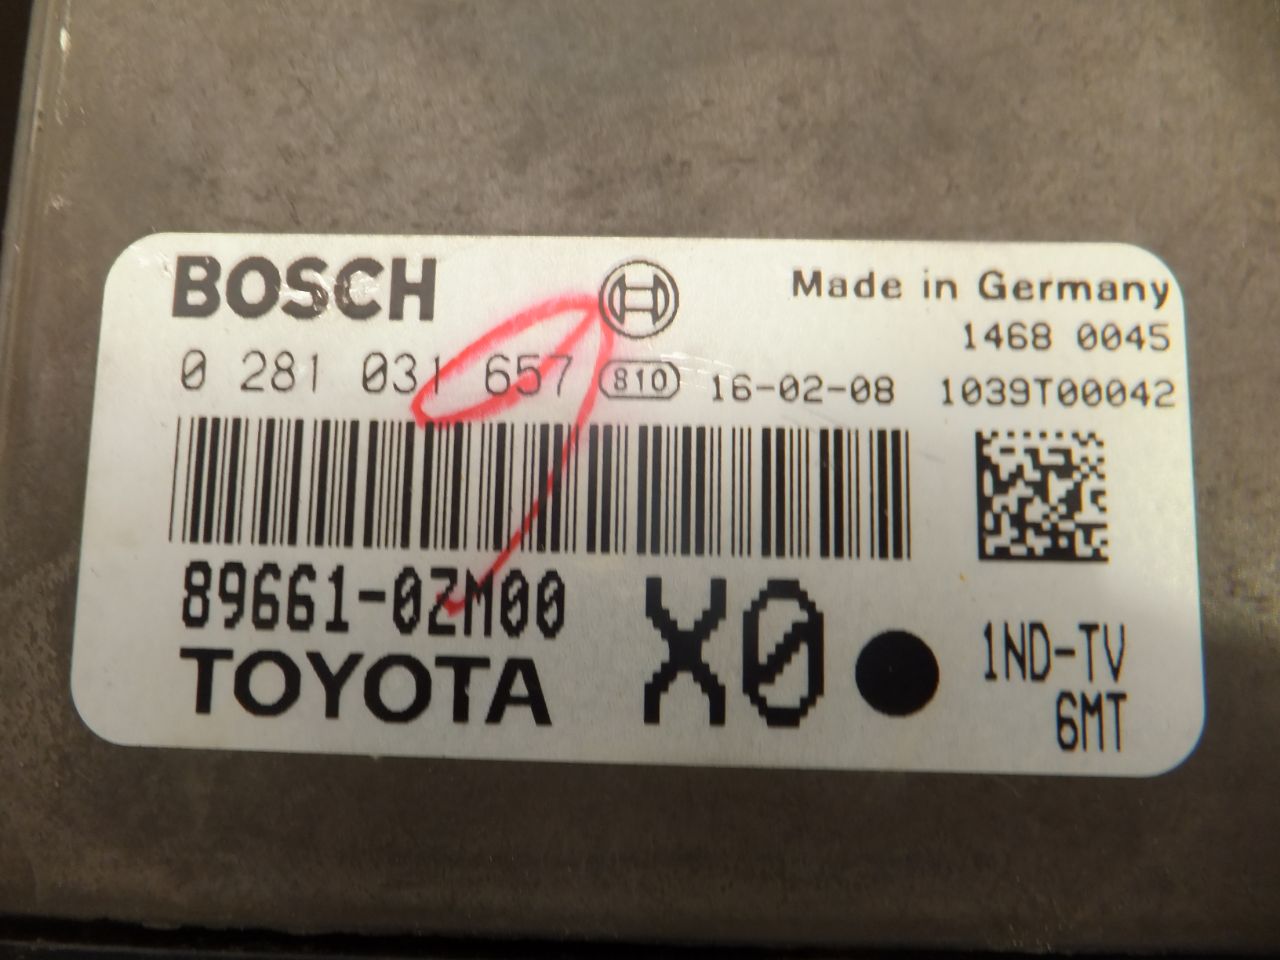 BOSCH
Made in Germany
1468 0045
0 281 031 657 810 16-02-08 1039T00042
89661-0ZM00
TOYOTA
X0
1ND-TV
6MT